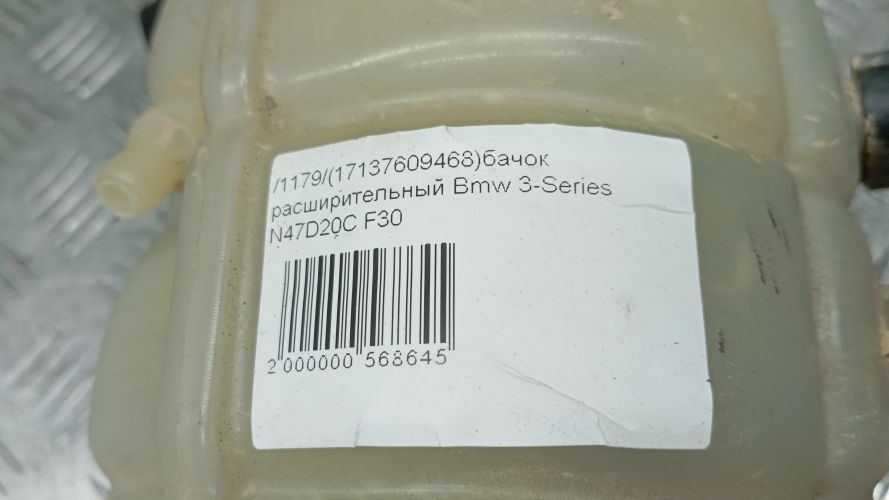 /1179/(17137609468)бачок
расширительный Bmw 3-Series
N47D20C F30
2 000000 568645